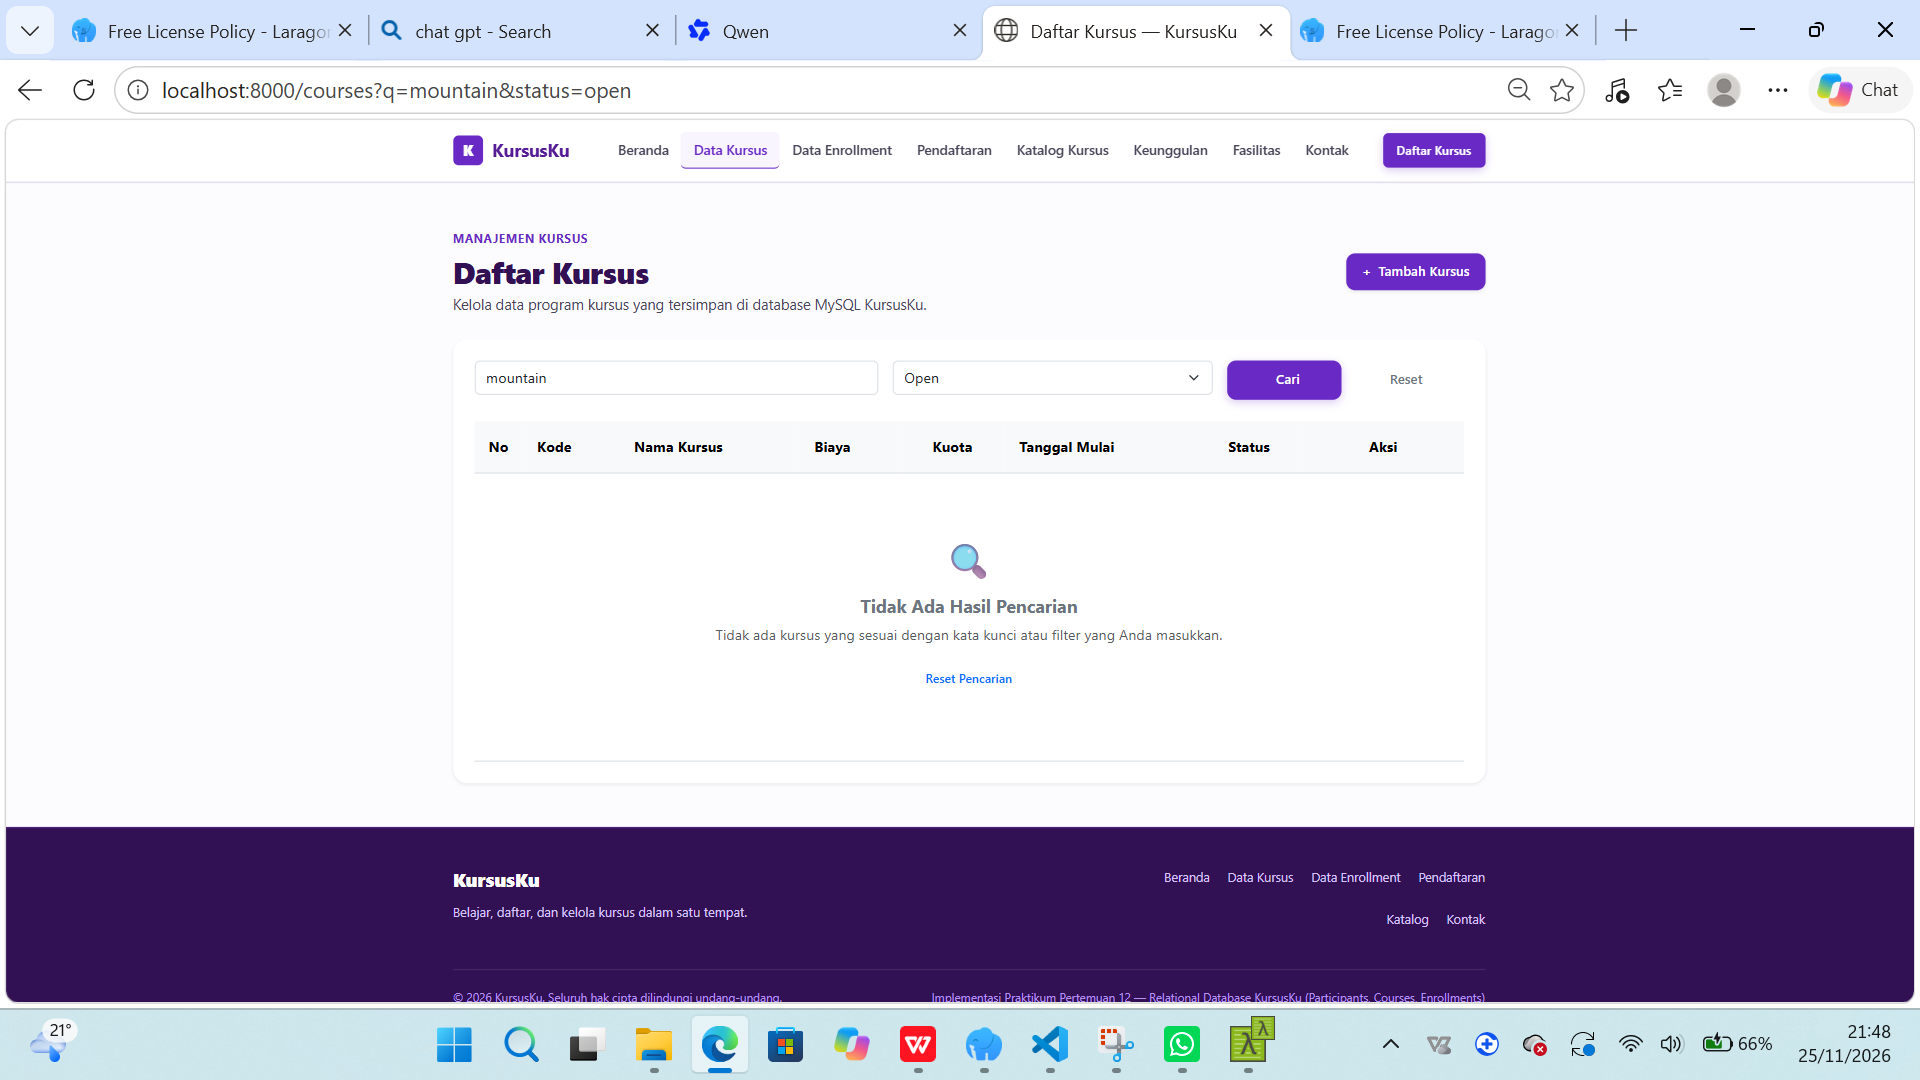 Free License Policy - Larago
chat gpt - Search
Qwen
Daftar Kursus — KursusKu
Free License Policy - Larago
localhost:8000/courses?q=mountain&status=open
Chat
K KursusKu
Beranda
Data Kursus
Data Enrollment
Pendaftaran
Katalog Kursus
Keunggulan
Fasilitas
Kontak
Daftar Kursus
MANAJEMEN KURSUS
Daftar Kursus
Kelola data program kursus yang tersimpan di database MySQL KursusKu.
+ Tambah Kursus
mountain
Open
Cari
Reset
No Kode Nama Kursus Biaya Kuota Tanggal Mulai Status Aksi
Tidak Ada Hasil Pencarian
Tidak ada kursus yang sesuai dengan kata kunci atau filter yang Anda masukkan.
Reset Pencarian
KursusKu
Belajar, daftar, dan kelola kursus dalam satu tempat.
Beranda Data Kursus Data Enrollment Pendaftaran
Katalog Kontak
© 2026 KursusKu. Seluruh hak cipta dilindungi undang-undang.
Implementasi Praktikum Pertemuan 12 — Relational Database KursusKu (Participants, Courses, Enrollments)
21°
66%
21:48
25/11/2026